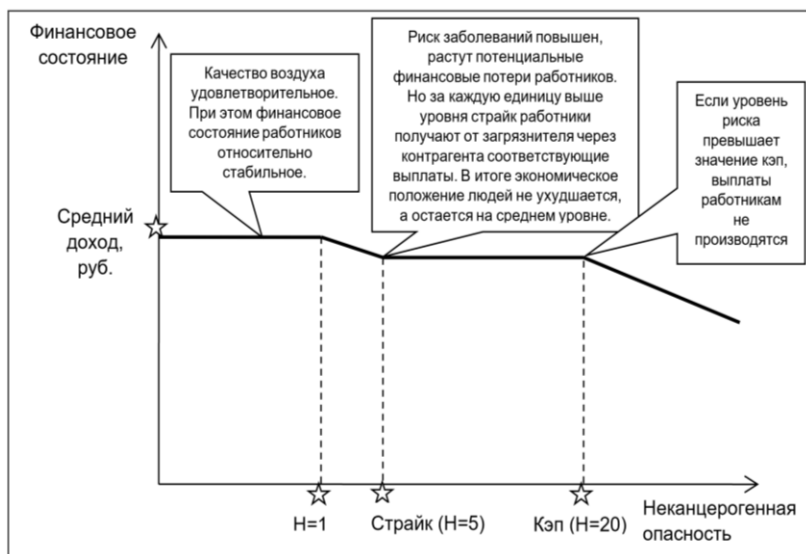 Финансовое
состояние
Качество воздуха
удовлетворительное.
При этом финансовое
состояние работников
относительно
стабильное.
Риск заболеваний повышен,
растут потенциальные
финансовые потери работников.
Но за каждую единицу выше
уровня страйк работники
получают от загрязнителя через
контрагента соответствующие
выплаты. В итоге экономическое
положение людей не ухудшается,
а остается на среднем уровне.
Если уровень
риска
превышает
значение кэп,
выплаты
работникам
не
производятся
Средний
доход,
руб.
Н=1
Страйк (Н=5)
Кэп (Н=20)
Неканцерогенная
опасность